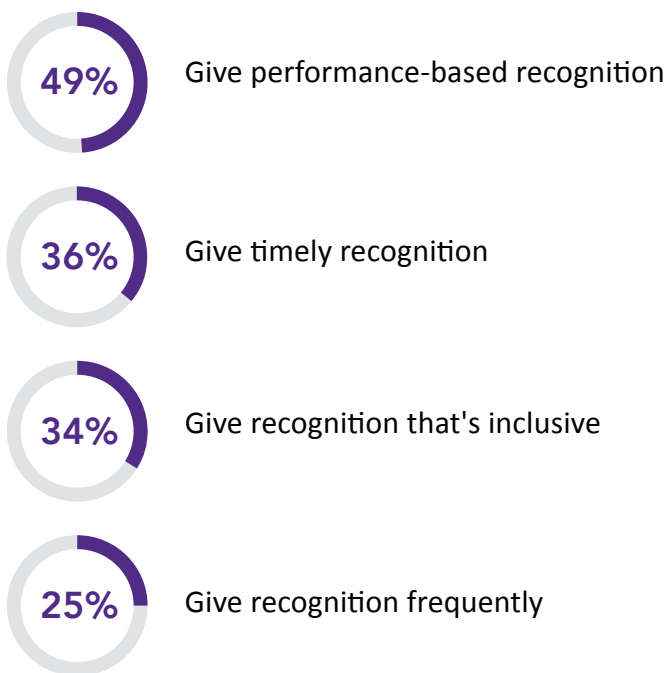 49% Give performance-based recognition
36% Give timely recognition
34% Give recognition that's inclusive
25% Give recognition frequently